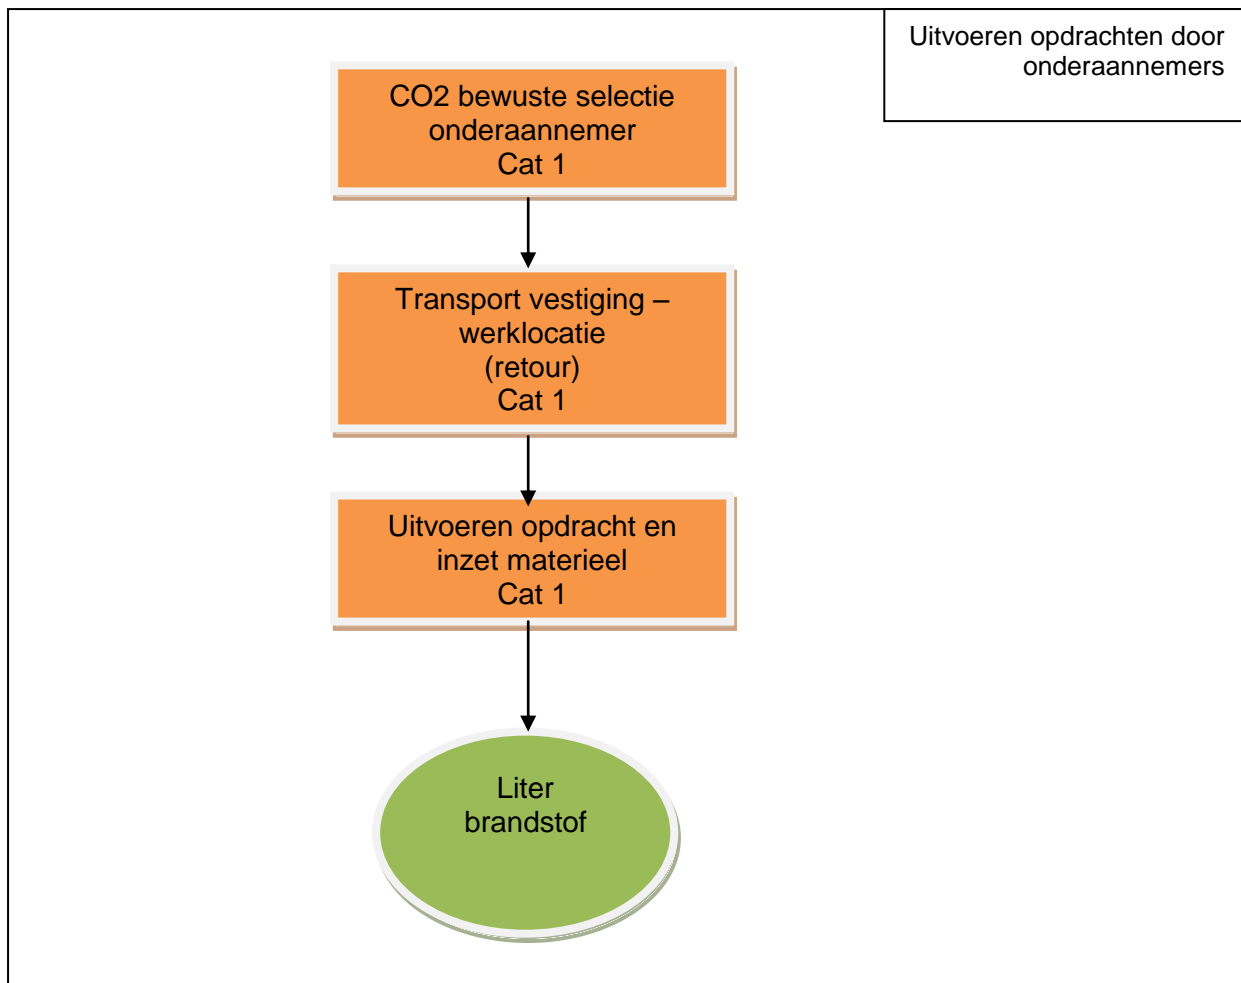 Uitvoeren opdrachten door
onderaannemers
CO2 bewuste selectie
onderaannemer
Cat 1
Transport vestiging –
werklocatie
(retour)
Cat 1
Uitvoeren opdracht en
inzet materieel
Cat 1
Liter
brandstof